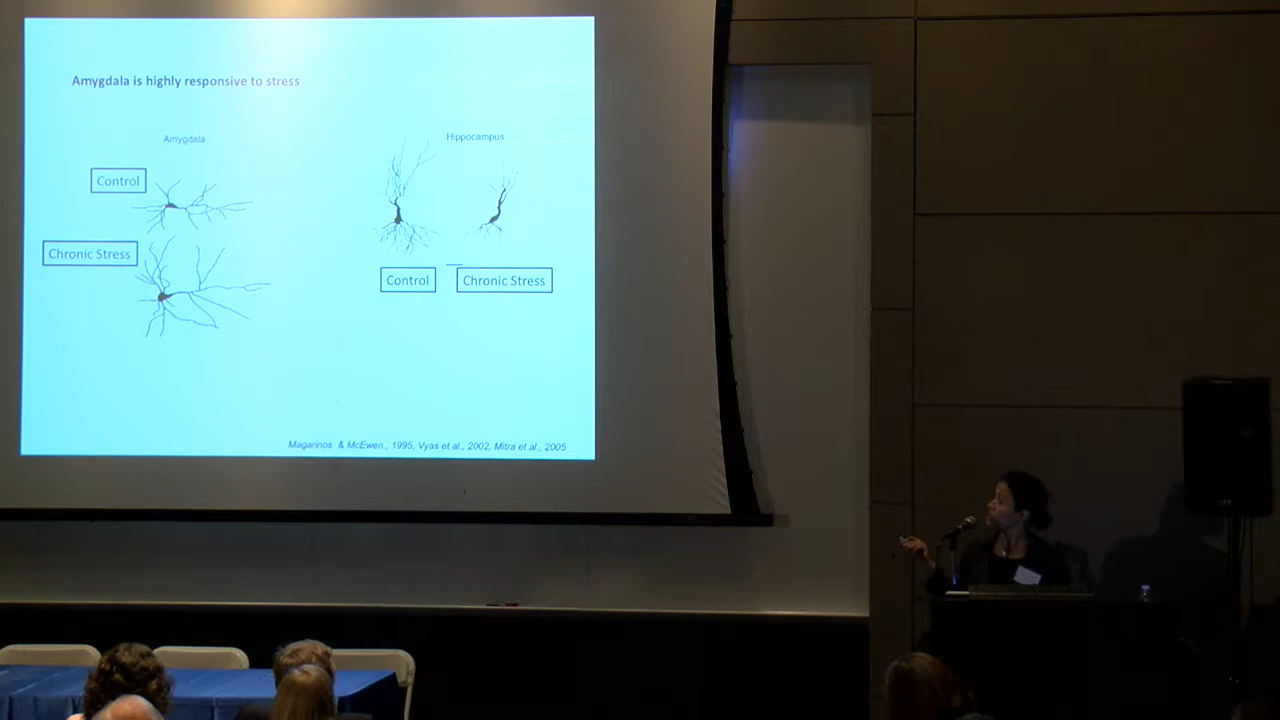 Amygdala is highly responsive to stress
Amygdala
Hippocampus
Control
Chronic Stress
Control
Chronic Stress
Magarinos & McEwen., 1995, Vyas et al., 2002, Mitra et al., 2005